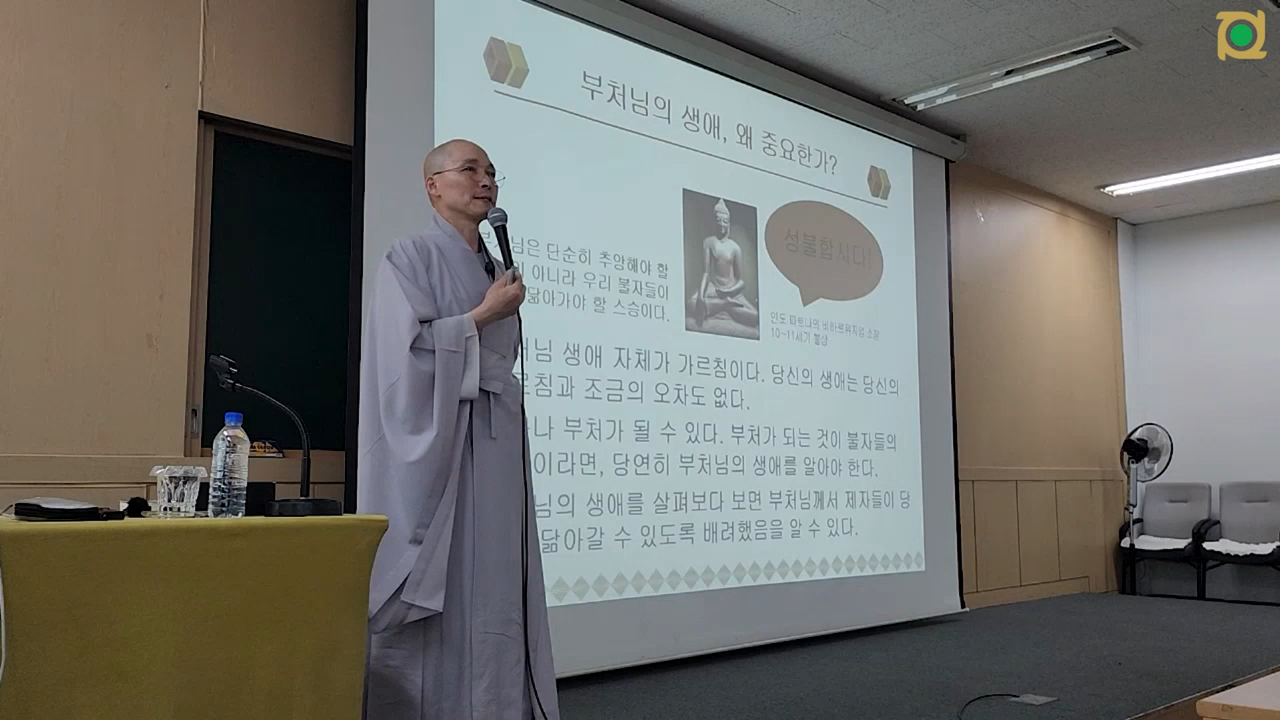 부처님의 생애, 왜 중요한가?
성불합시다!
님은 단순히 추앙해야 할
아니라 우리 불자들이
닮아가야 할 스승이다.
인도 파트나의 비하르뮤지엄 소장
10~11세기 불상
님 생애 자체가 가르침이다. 당신의 생애는 당신의
르침과 조금의 오차도 없다.
나 부처가 될 수 있다. 부처가 되는 것이 불자들의
이라면, 당연히 부처님의 생애를 알아야 한다.
님의 생애를 살펴보다 보면 부처님께서 제자들이 당
닮아갈 수 있도록 배려했음을 알 수 있다.